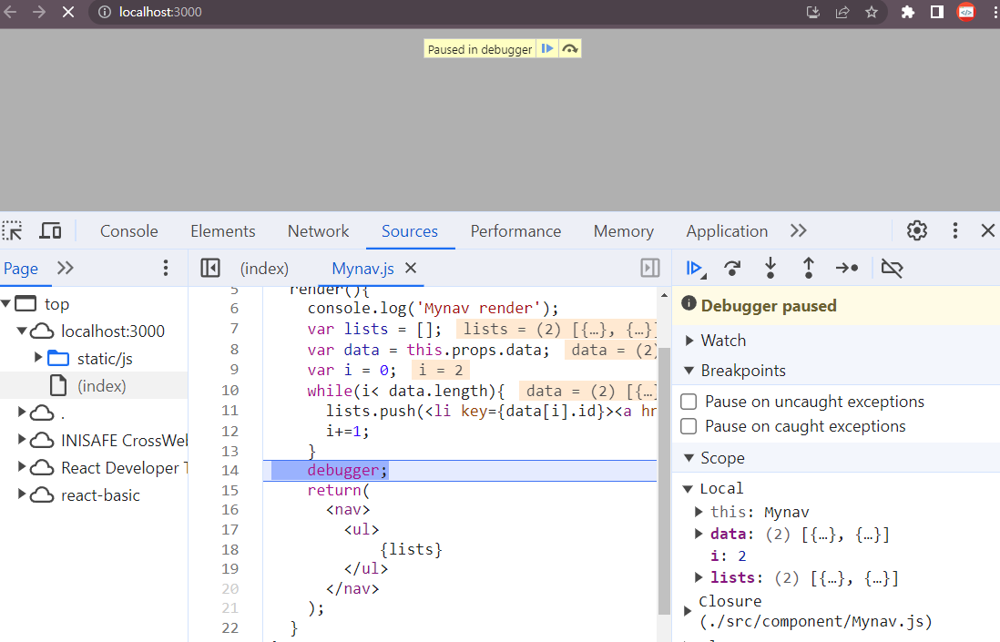 localhost:3000
Paused in debugger
Console Elements Network Sources Performance Memory Application
Page
(index) Mynav.js
top
localhost:3000
static/js
(index)
.
INISAFE CrossWeb
React Developer T
react-basic
5 render(){
6 console.log('Mynav render');
7 var lists = []; lists = (2) [{…}, {…}]
8 var data = this.props.data; data = (2)
9 var i = 0; i = 2
10 while(i< data.length){ data = (2) [{…}
11 lists.push(<li key={data[i].id}><a hr
12 i+=1;
13 }
14 debugger;
15 return(
16 <nav>
17 <ul>
18 {lists}
19 </ul>
20 </nav>
21 );
22 }
Debugger paused
Watch
Breakpoints
Pause on uncaught exceptions
Pause on caught exceptions
Scope
Local
this: Mynav
data: (2) [{…}, {…}]
i: 2
lists: (2) [{…}, {…}]
Closure
(./src/component/Mynav.js)